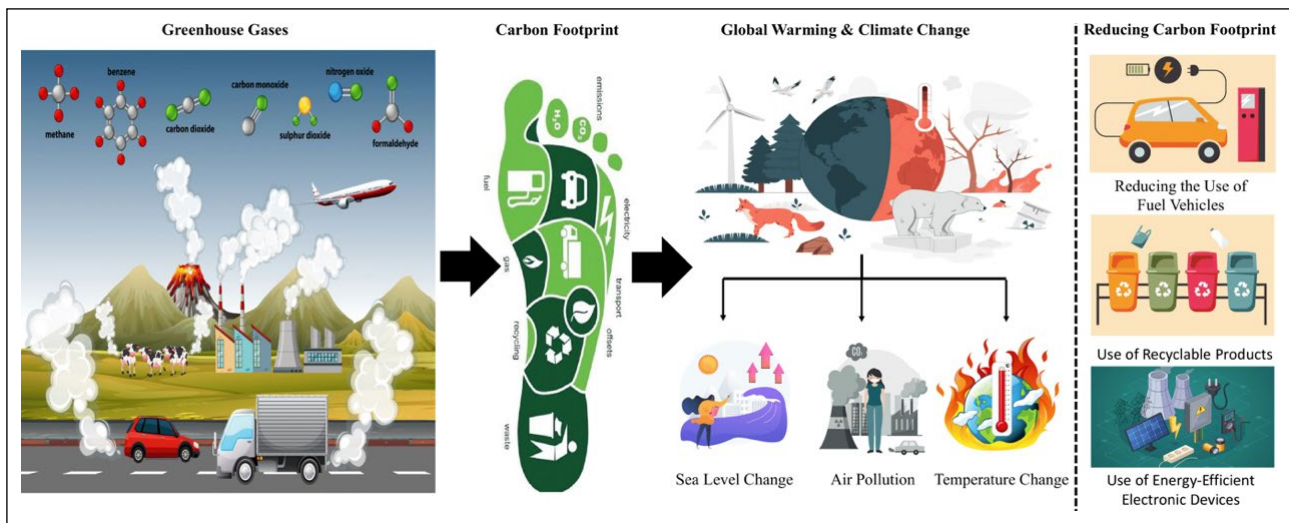 Greenhouse Gases
methane
benzene
carbon dioxide
carbon monoxide
sulphur dioxide
nitrogen oxide
formaldehyde
Carbon Footprint
emissions
H₂O
CO₂
fuel
electricity
gas
transport
offsets
recycling
waste
Global Warming & Climate Change
Sea Level Change
CO₂
Air Pollution
Temperature Change
Reducing Carbon Footprint
Reducing the Use of
Fuel Vehicles
Use of Recyclable Products
Use of Energy-Efficient
Electronic Devices